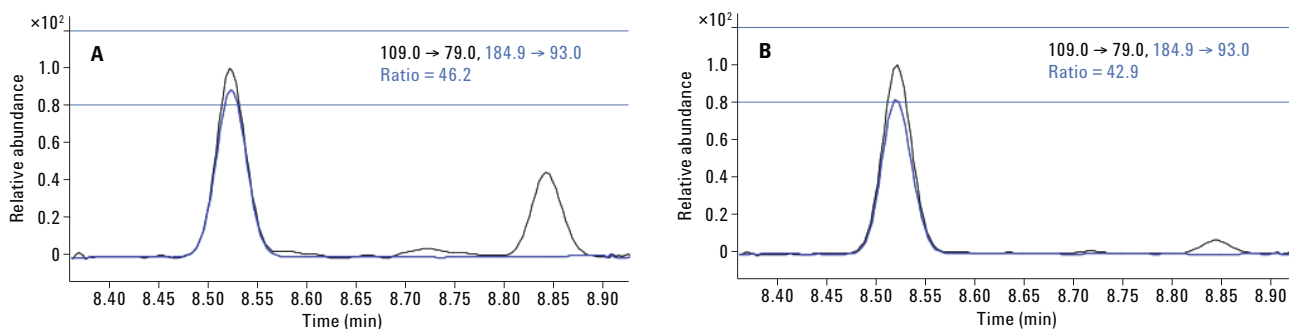 ×10²
A
109.0 → 79.0, 184.9 → 93.0
Ratio = 46.2
1.0
0.8
0.6
0.4
0.2
0
Relative abundance
8.40 8.45 8.50 8.55 8.60 8.65 8.70 8.75 8.80 8.85 8.90
Time (min)
×10²
B
109.0 → 79.0, 184.9 → 93.0
Ratio = 42.9
1.0
0.8
0.6
0.4
0.2
0
Relative abundance
8.40 8.45 8.50 8.55 8.60 8.65 8.70 8.75 8.80 8.85 8.90
Time (min)